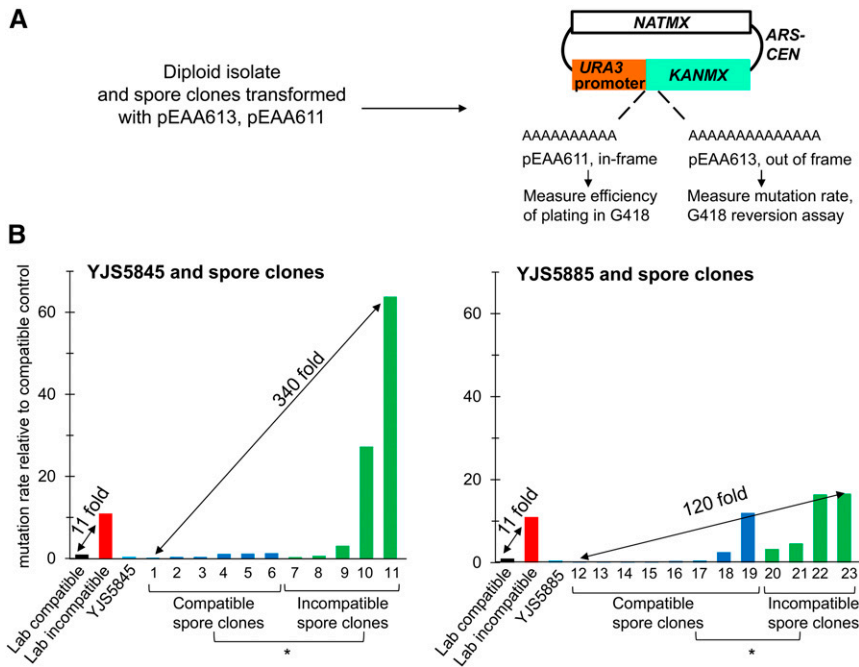 A
Diploid isolate
and spore clones transformed
with pEAA613, pEAA611
NATMX
ARS-
CEN
URA3
promoter
KANMX
AAAAAAAAAA
pEAA611, in-frame
Measure efficiency
of plating in G418
AAAAAAAAAAAAAA
pEAA613, out of frame
Measure mutation rate,
G418 reversion assay
B
mutation rate relative to compatible control
YJS5845 and spore clones
60
40
20
0
11 fold
340 fold
Lab compatible
Lab incompatible
YJS5845
1 2 3 4 5 6 7 8 9 10 11
Compatible
spore clones
Incompatible
spore clones
*
YJS5885 and spore clones
60
40
20
0
11 fold
120 fold
Lab compatible
Lab incompatible
YJS5885
12 13 14 15 16 17 18 19 20 21 22 23
Compatible
spore clones
Incompatible
spore clones
*